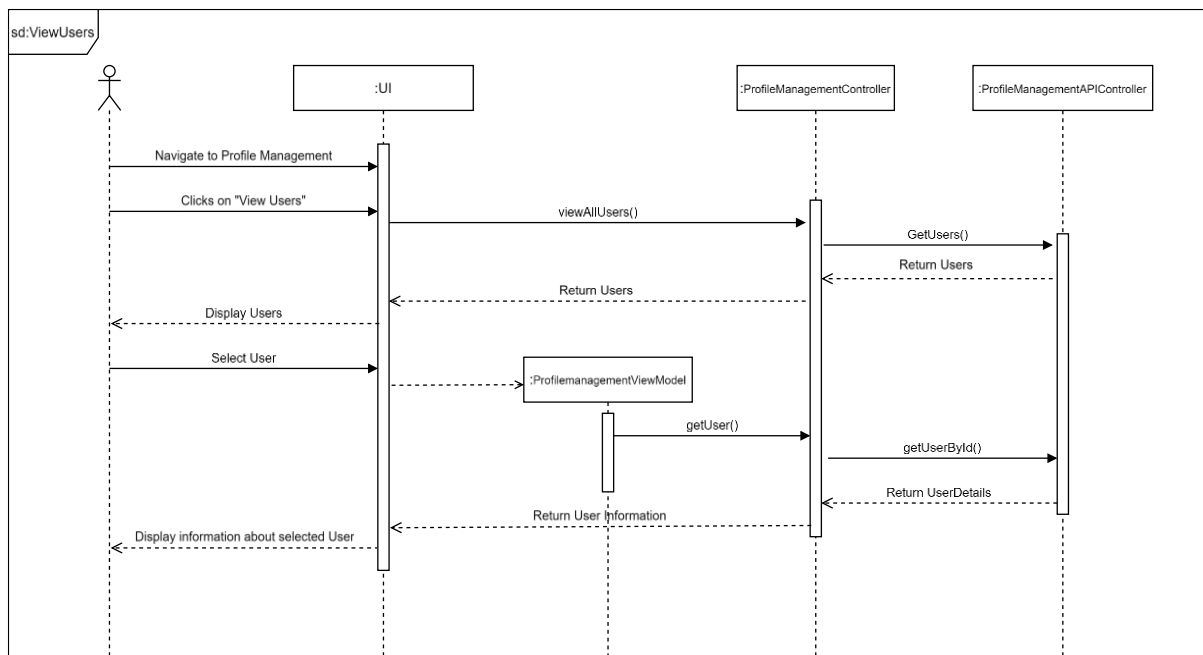 sd:ViewUsers
:UI
:ProfileManagementController
:ProfileManagementAPIController
Navigate to Profile Management
Clicks on "View Users"
viewAllUsers()
GetUsers()
Return Users
Return Users
Display Users
Select User
:ProfilemanagementViewModel
getUser()
getUserById()
Return UserDetails
Return User Information
Display information about selected User